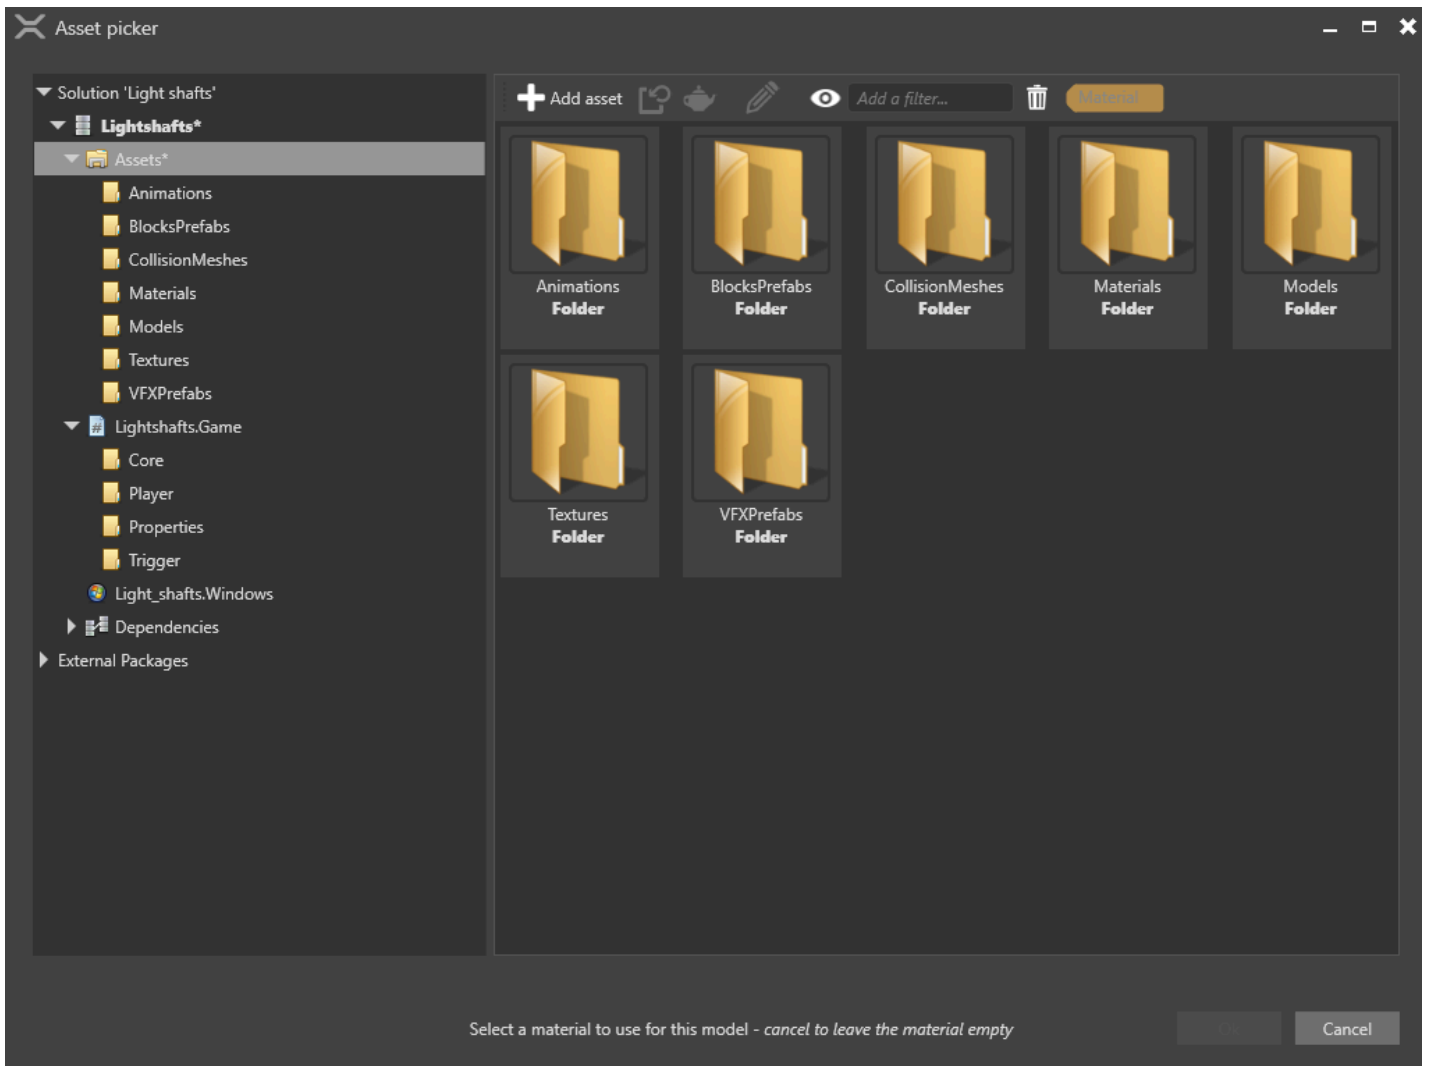 Asset picker
Solution 'Light shafts'
Lightshafts*
Assets*
Animations
BlocksPrefabs
CollisionMeshes
Materials
Models
Textures
VFXPrefabs
Lightshafts.Game
Core
Player
Properties
Trigger
Light_shafts.Windows
Dependencies
External Packages
Add asset Add a filter... Material
Animations BlocksPrefabs CollisionMeshes Materials Models
Folder Folder Folder Folder Folder
Textures VFXPrefabs
Folder Folder
Select a material to use for this model - cancel to leave the material empty Cancel